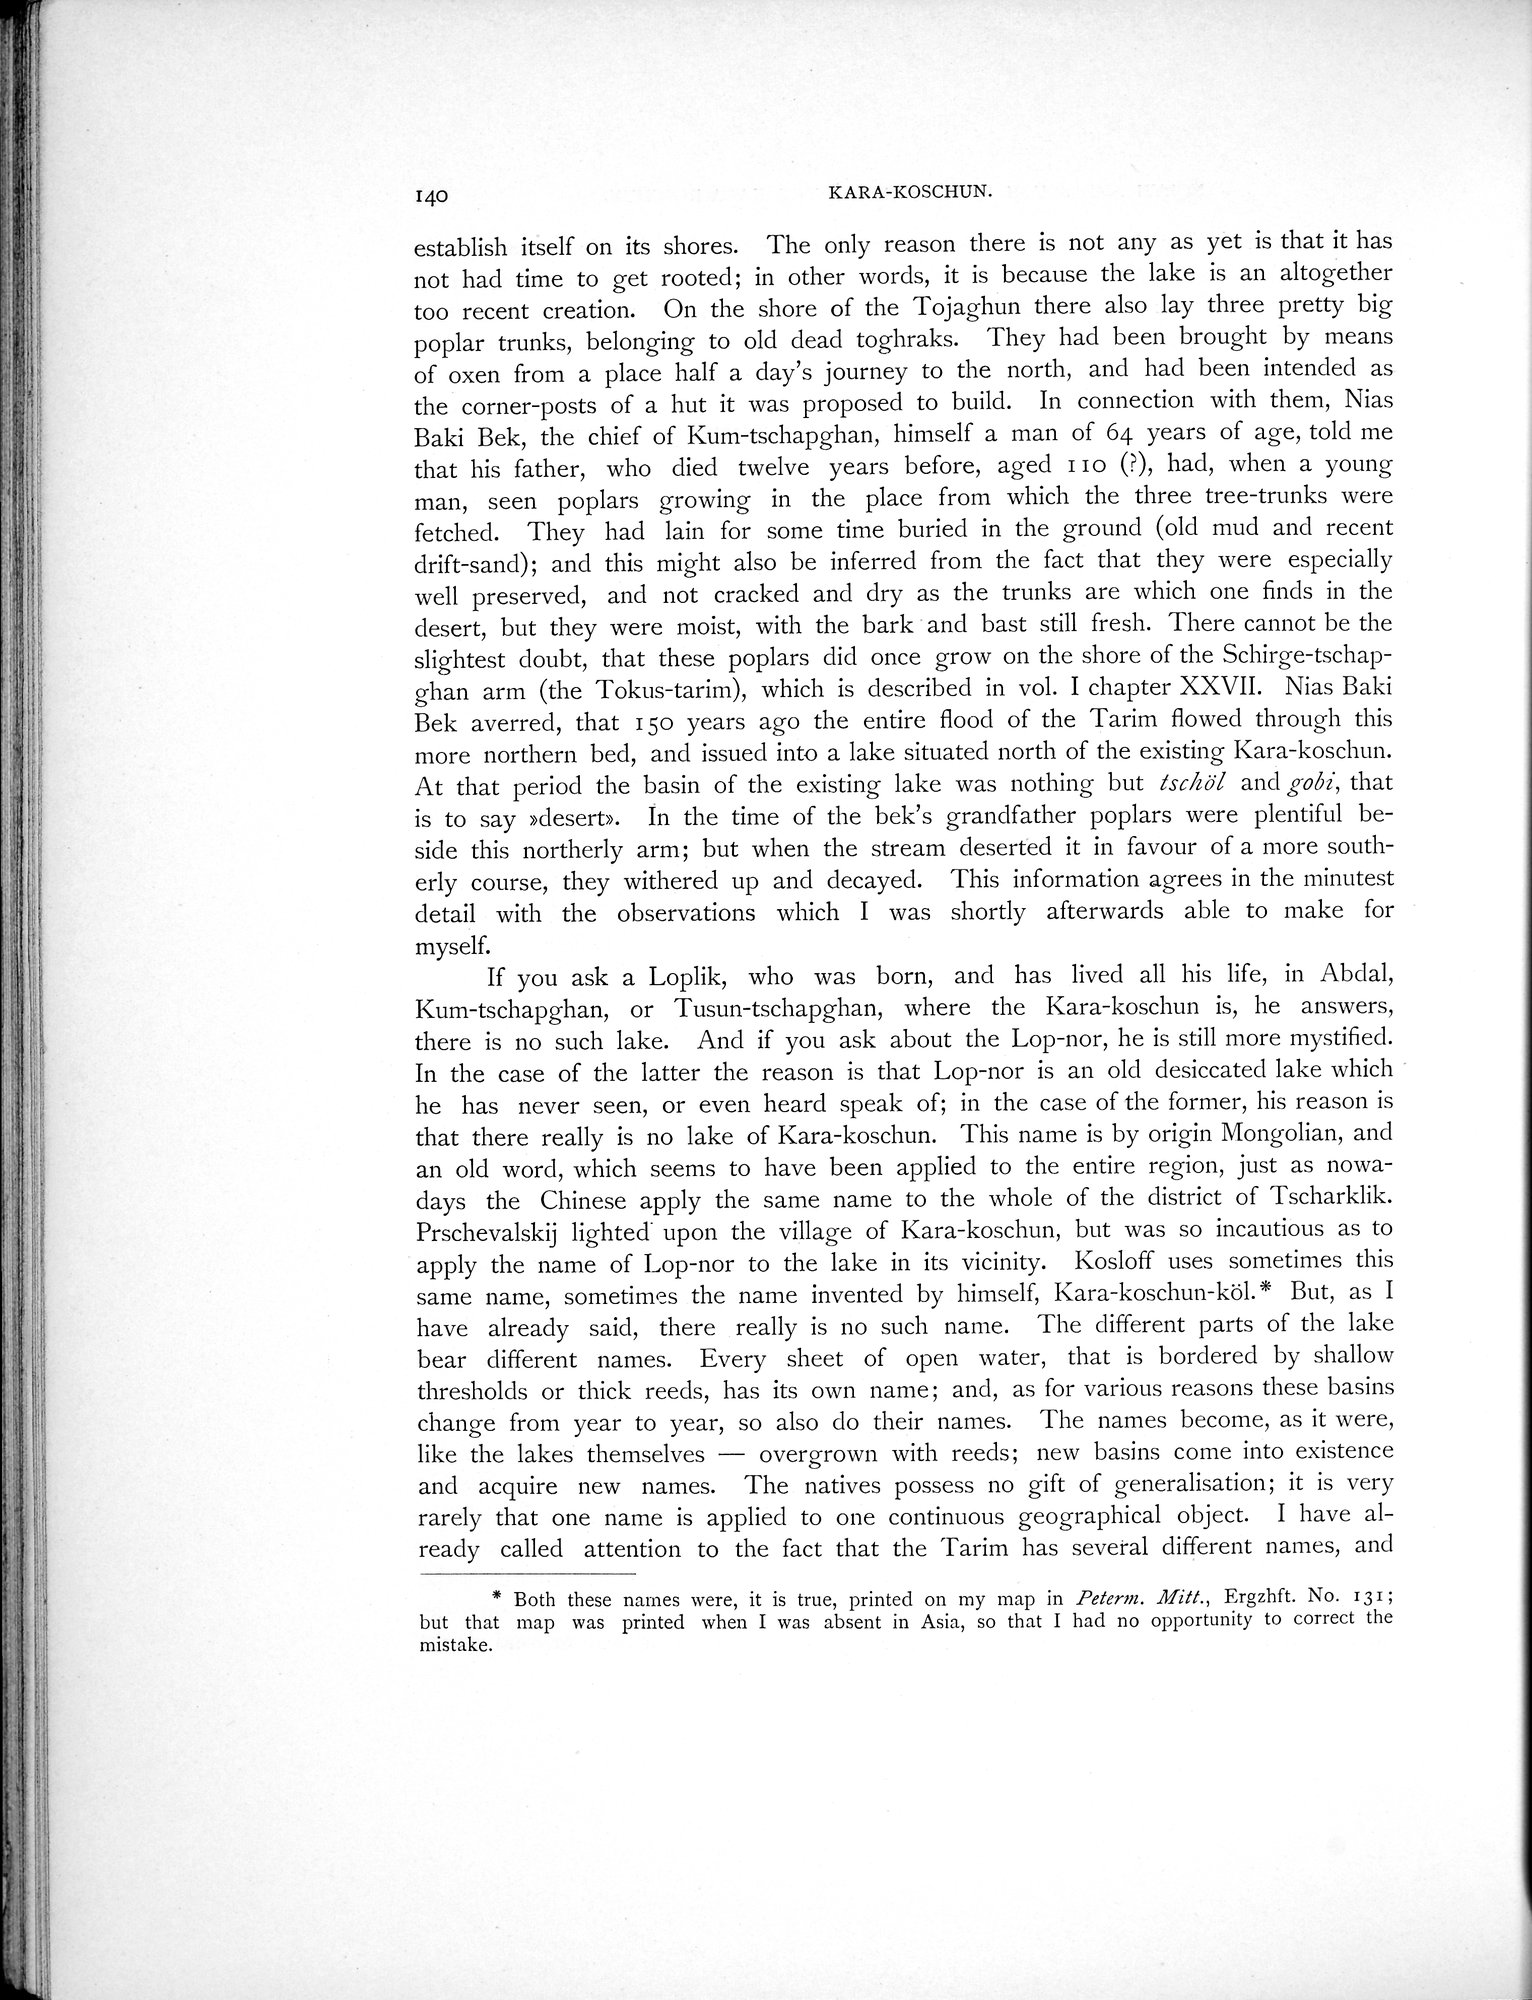 140
KARA-KOSCHUN.
establish itself on its shores. The only reason there is not any as yet is that it has
not had time to get rooted; in other words, it is because the lake is an altogether
too recent creation. On the shore of the Tojaghun there also lay three pretty big
poplar trunks, belonging to old dead toghraks. They had been brought by means
of oxen from a place half a day's journey to the north, and had been intended as
the corner-posts of a hut it was proposed to build. In connection with them, Nias
Baki Bek, the chief of Kum-tschapghan, himself a man of 64 years of age, told me
that his father, who died twelve years before, aged 110 (?), had, when a young
man, seen poplars growing in the place from which the three tree-trunks were
fetched. They had lain for some time buried in the ground (old mud and recent
drift-sand); and this might also be inferred from the fact that they were especially
well preserved, and not cracked and dry as the trunks are which one finds in the
desert, but they were moist, with the bark and bast still fresh. There cannot be the
slightest doubt, that these poplars did once grow on the shore of the Schirge-tschap-
ghan arm (the Tokus-tarim), which is described in vol. I chapter XXVII. Nias Baki
Bek averred, that 150 years ago the entire flood of the Tarim flowed through this
more northern bed, and issued into a lake situated north of the existing Kara-koschun.
At that period the basin of the existing lake was nothing but tschöl and gobi, that
is to say »desert». In the time of the bek's grandfather poplars were plentiful be-
side this northerly arm; but when the stream deserted it in favour of a more south-
erly course, they withered up and decayed. This information agrees in the minutest
detail with the observations which I was shortly afterwards able to make for
myself.
If you ask a Loplik, who was born, and has lived all his life, in Abdal,
Kum-tschapghan, or Tusun-tschapghan, where the Kara-koschun is, he answers,
there is no such lake. And if you ask about the Lop-nor, he is still more mystified.
In the case of the latter the reason is that Lop-nor is an old desiccated lake which
he has never seen, or even heard speak of; in the case of the former, his reason is
that there really is no lake of Kara-koschun. This name is by origin Mongolian, and
an old word, which seems to have been applied to the entire region, just as nowa-
days the Chinese apply the same name to the whole of the district of Tscharklik.
Prschevalskij lighted upon the village of Kara-koschun, but was so incautious as to
apply the name of Lop-nor to the lake in its vicinity. Kosloff uses sometimes this
same name, sometimes the name invented by himself, Kara-koschun-köl.* But, as I
have already said, there really is no such name. The different parts of the lake
bear different names. Every sheet of open water, that is bordered by shallow
thresholds or thick reeds, has its own name; and, as for various reasons these basins
change from year to year, so also do their names. The names become, as it were,
like the lakes themselves — overgrown with reeds; new basins come into existence
and acquire new names. The natives possess no gift of generalisation; it is very
rarely that one name is applied to one continuous geographical object. I have al-
ready called attention to the fact that the Tarim has several different names, and
* Both these names were, it is true, printed on my map in Peterm. Mitt., Ergzhft. No. 131;
but that map was printed when I was absent in Asia, so that I had no opportunity to correct the
mistake.